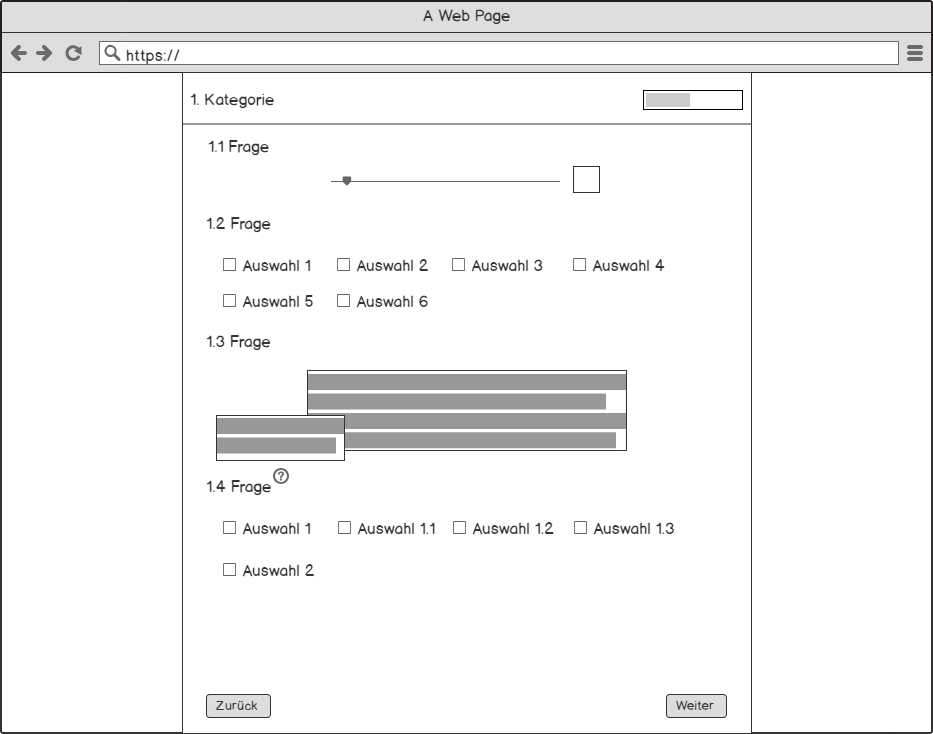 A Web Page
https://
1. Kategorie
1.1 Frage
1.2 Frage
Auswahl 1 Auswahl 2 Auswahl 3 Auswahl 4
Auswahl 5 Auswahl 6
1.3 Frage
1.4 Frage ?
Auswahl 1 Auswahl 1.1 Auswahl 1.2 Auswahl 1.3
Auswahl 2
Zurück Weiter